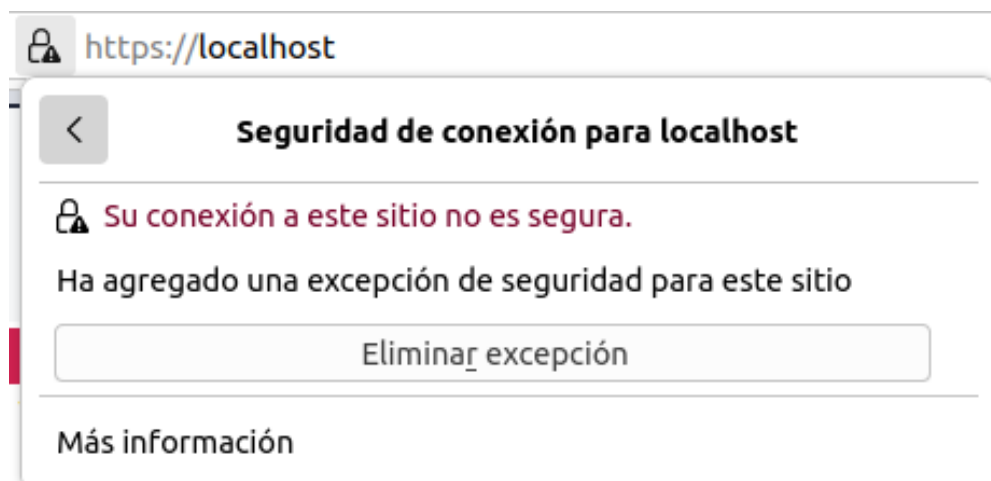 https://localhost
Seguridad de conexión para localhost
Su conexión a este sitio no es segura.
Ha agregado una excepción de seguridad para este sitio
Eliminar excepción
Más información